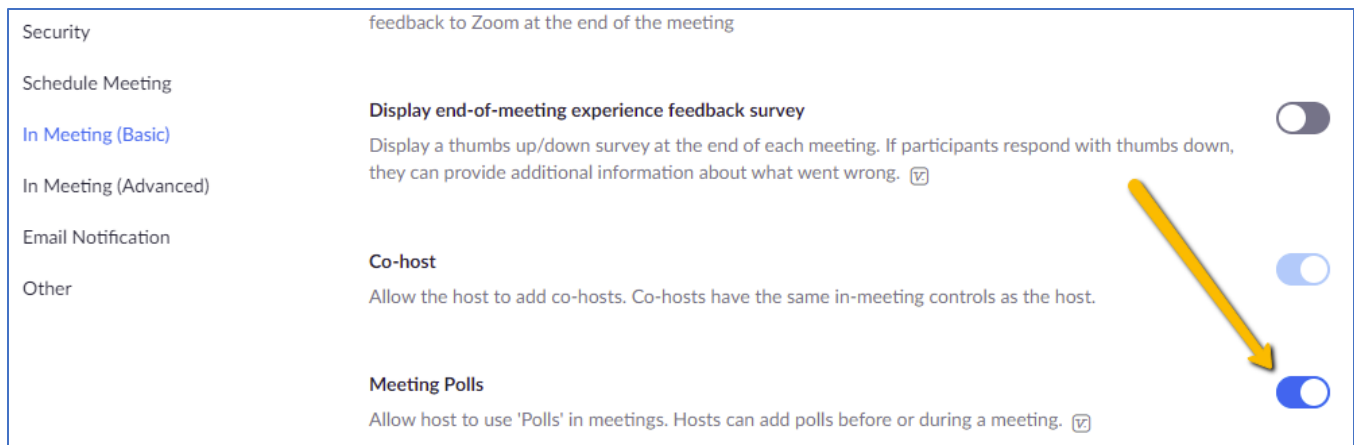 Security
Schedule Meeting
In Meeting (Basic)
In Meeting (Advanced)
Email Notification
Other
feedback to Zoom at the end of the meeting
Display end-of-meeting experience feedback survey
Display a thumbs up/down survey at the end of each meeting. If participants respond with thumbs down,
they can provide additional information about what went wrong.
Co-host
Allow the host to add co-hosts. Co-hosts have the same in-meeting controls as the host.
Meeting Polls
Allow host to use 'Polls' in meetings. Hosts can add polls before or during a meeting.